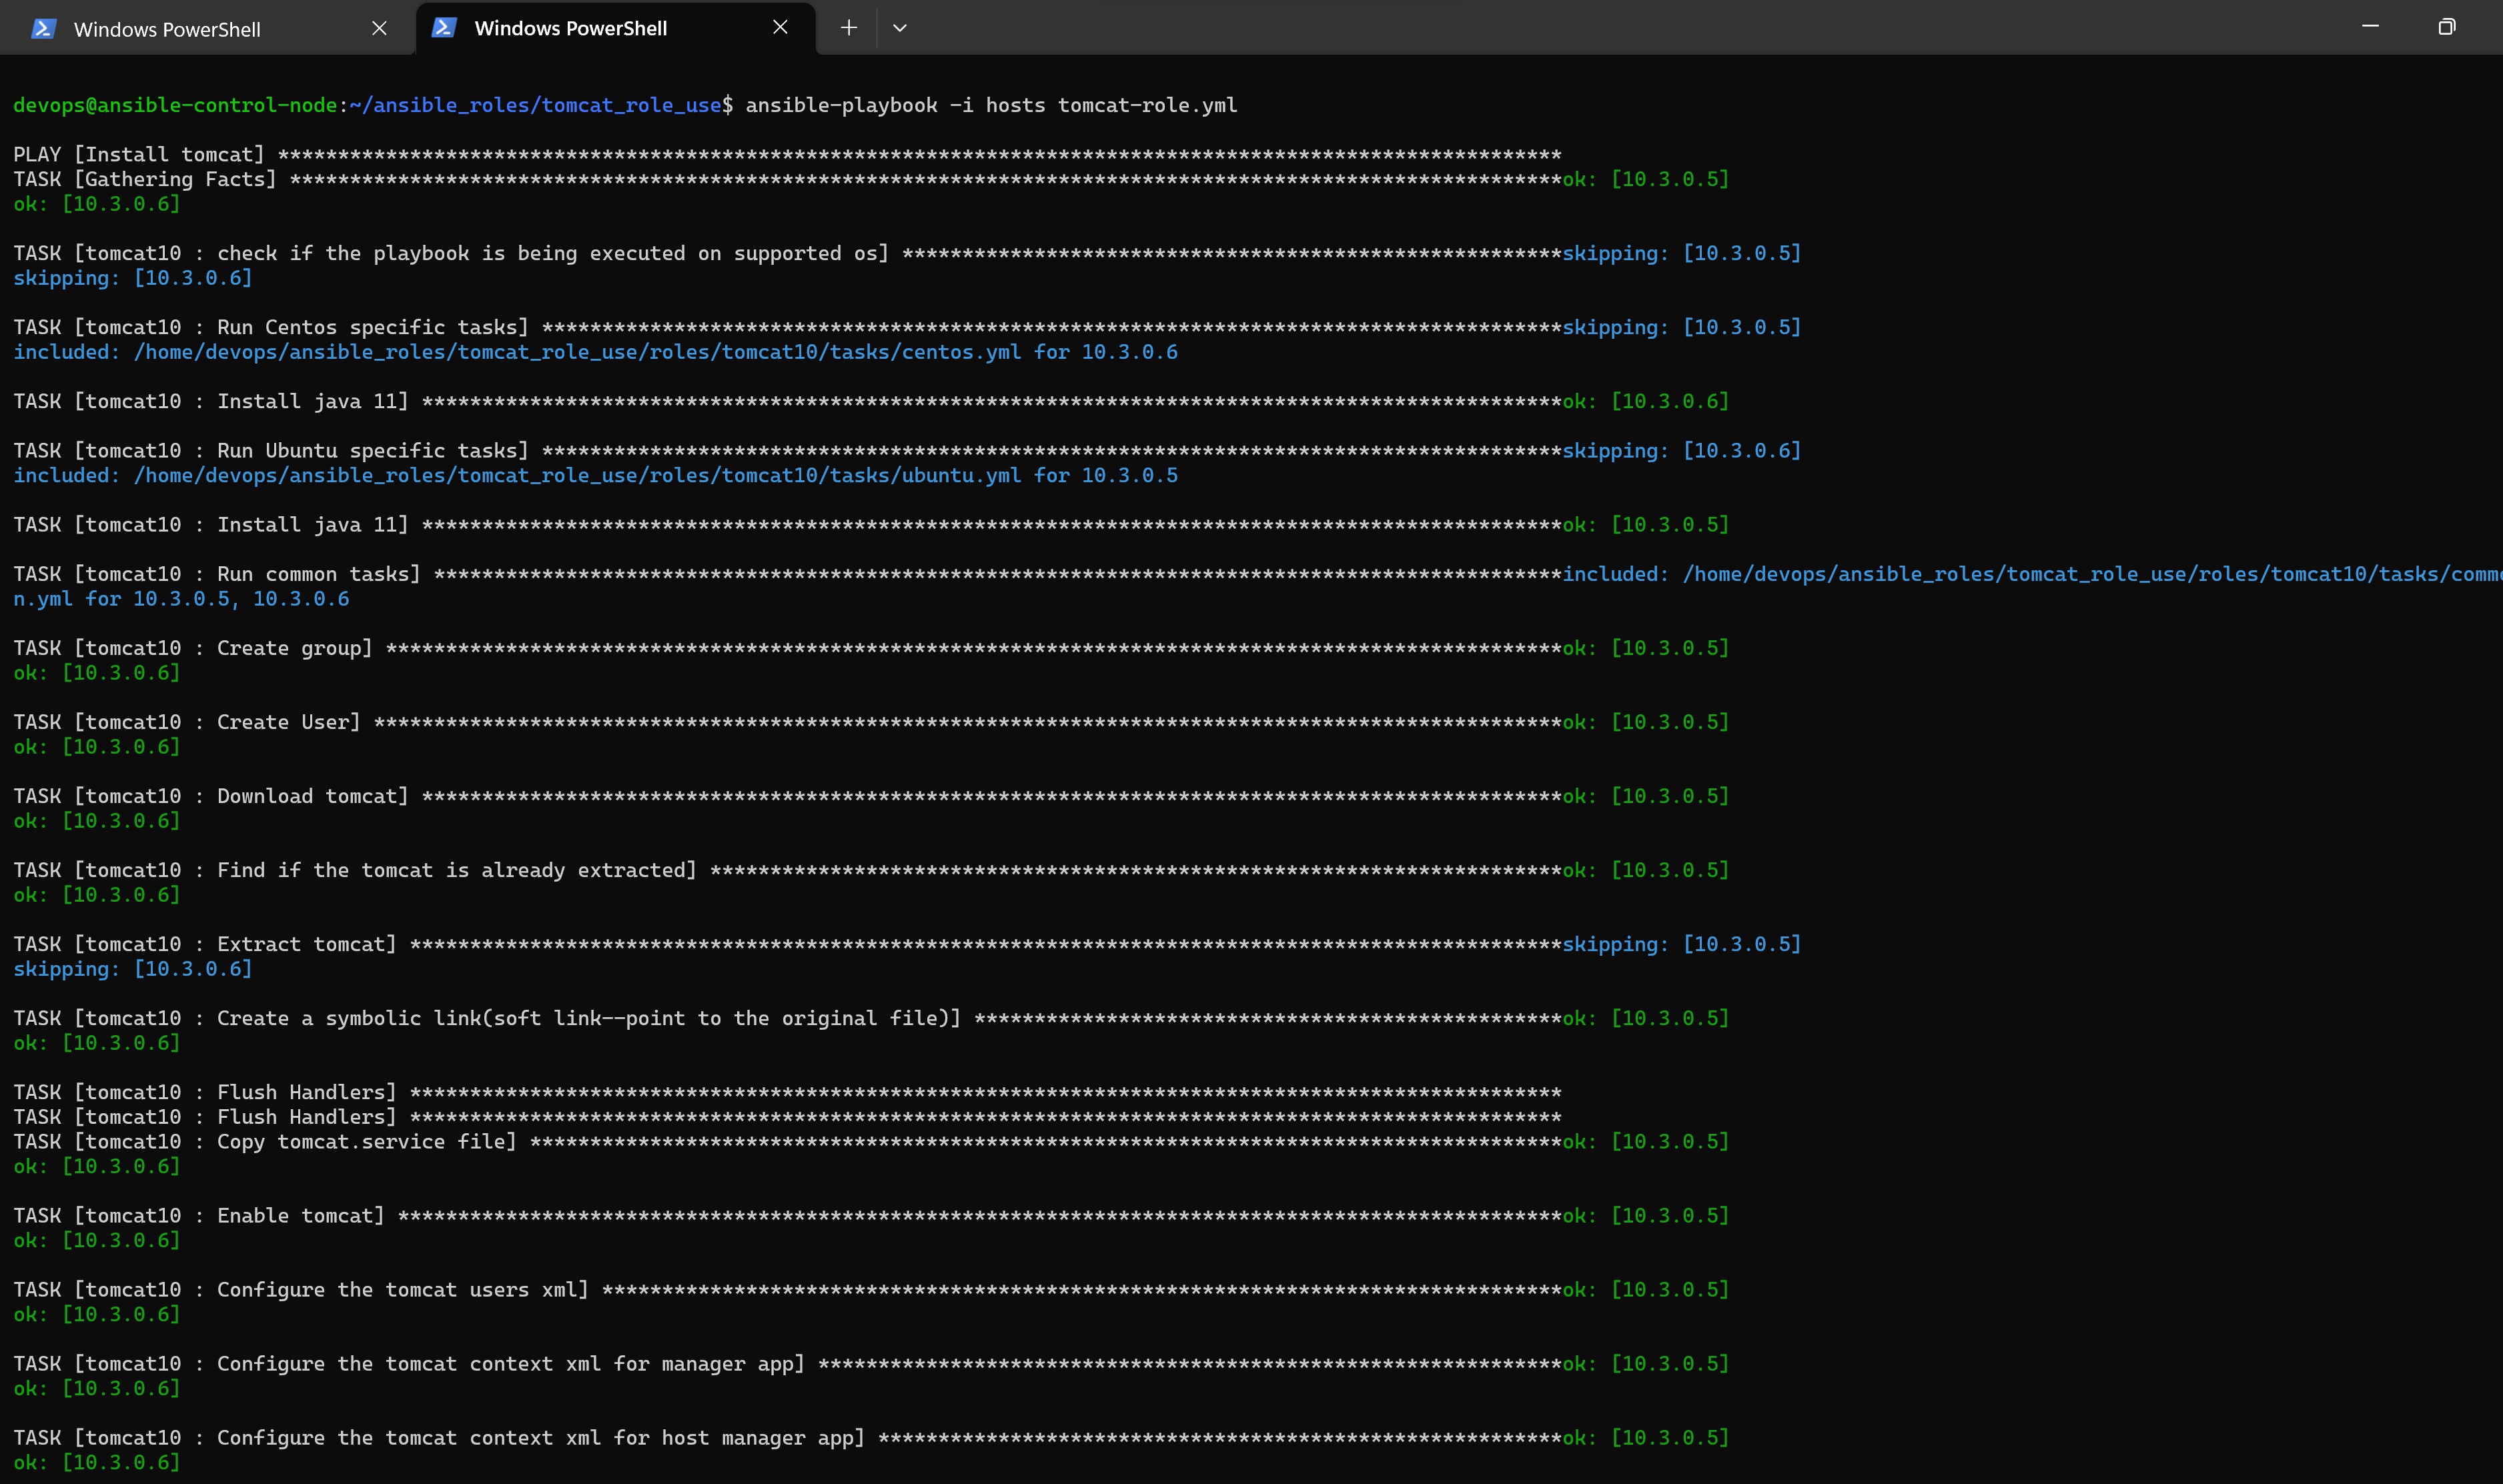 Windows PowerShell
Windows PowerShell
devops@ansible-control-node:~/ansible_roles/tomcat_role_use$ ansible-playbook -i hosts tomcat-role.yml
PLAY [Install tomcat] ***********************************************************************************************************
TASK [Gathering Facts] **********************************************************************************************************ok: [10.3.0.5]
ok: [10.3.0.6]
TASK [tomcat10 : check if the playbook is being executed on supported os] *******************************************************skipping: [10.3.0.5]
skipping: [10.3.0.6]
TASK [tomcat10 : Run Centos specific tasks] *************************************************************************************skipping: [10.3.0.5]
included: /home/devops/ansible_roles/tomcat_role_use/roles/tomcat10/tasks/centos.yml for 10.3.0.6
TASK [tomcat10 : Install java 11] ***********************************************************************************************ok: [10.3.0.6]
TASK [tomcat10 : Run Ubuntu specific tasks] *************************************************************************************skipping: [10.3.0.6]
included: /home/devops/ansible_roles/tomcat_role_use/roles/tomcat10/tasks/ubuntu.yml for 10.3.0.5
TASK [tomcat10 : Install java 11] ***********************************************************************************************ok: [10.3.0.5]
TASK [tomcat10 : Run common tasks] **********************************************************************************************included: /home/devops/ansible_roles/tomcat_role_use/roles/tomcat10/tasks/commo
n.yml for 10.3.0.5, 10.3.0.6
TASK [tomcat10 : Create group] **************************************************************************************************ok: [10.3.0.5]
ok: [10.3.0.6]
TASK [tomcat10 : Create User] ***************************************************************************************************ok: [10.3.0.5]
ok: [10.3.0.6]
TASK [tomcat10 : Download tomcat] ***********************************************************************************************ok: [10.3.0.5]
ok: [10.3.0.6]
TASK [tomcat10 : Find if the tomcat is already extracted] ***********************************************************************ok: [10.3.0.5]
ok: [10.3.0.6]
TASK [tomcat10 : Extract tomcat] ************************************************************************************************skipping: [10.3.0.5]
skipping: [10.3.0.6]
TASK [tomcat10 : Create a symbolic link(soft link--point to the original file)] *************************************************ok: [10.3.0.5]
ok: [10.3.0.6]
TASK [tomcat10 : Flush Handlers] ************************************************************************************************
TASK [tomcat10 : Flush Handlers] ************************************************************************************************
TASK [tomcat10 : Copy tomcat.service file] **************************************************************************************ok: [10.3.0.5]
ok: [10.3.0.6]
TASK [tomcat10 : Enable tomcat] *************************************************************************************************ok: [10.3.0.5]
ok: [10.3.0.6]
TASK [tomcat10 : Configure the tomcat users xml] ********************************************************************************ok: [10.3.0.5]
ok: [10.3.0.6]
TASK [tomcat10 : Configure the tomcat context xml for manager app] **************************************************************ok: [10.3.0.5]
ok: [10.3.0.6]
TASK [tomcat10 : Configure the tomcat context xml for host manager app] *********************************************************ok: [10.3.0.5]
ok: [10.3.0.6]